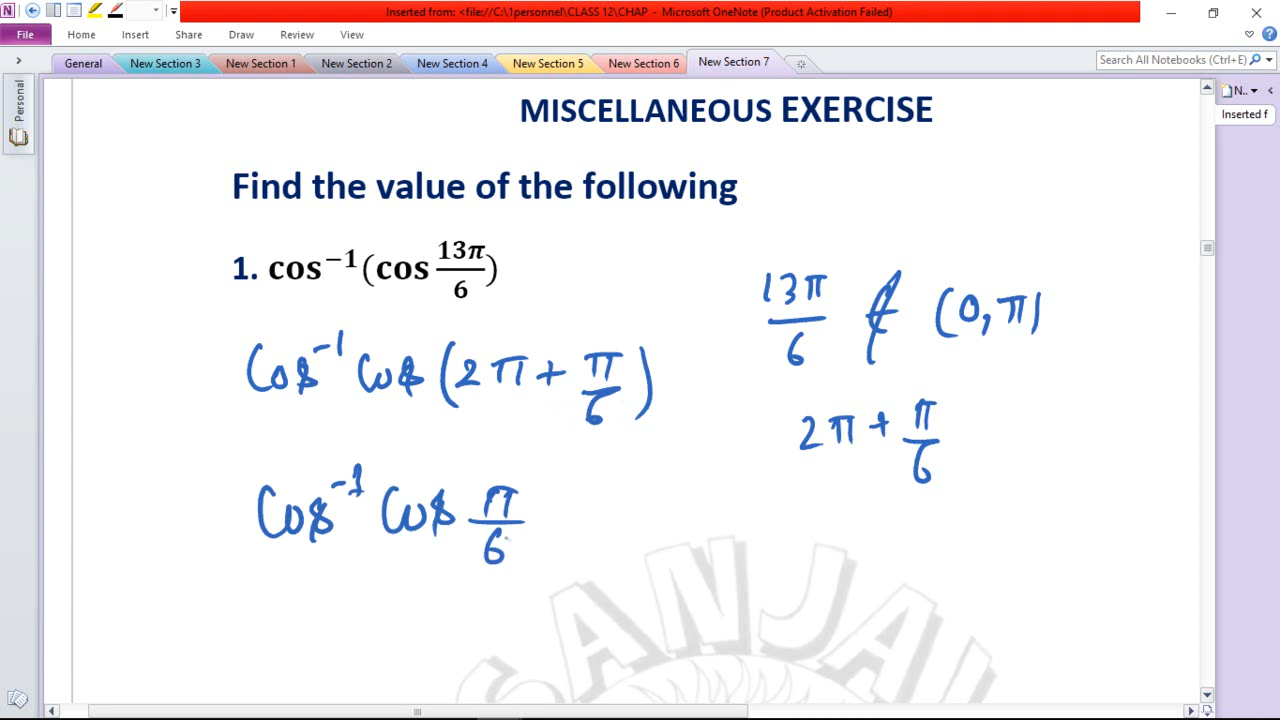 Inserted from: <file://C:\1personnel\CLASS 12\CHAP - Microsoft OneNote (Product Activation Failed)
File Home Insert Share Draw Review View
General New Section 3 New Section 1 New Section 2 New Section 4 New Section 5 New Section 6 New Section 7 Search All Notebooks (Ctrl+E)
Personal
N..
Inserted f
MISCELLANEOUS EXERCISE
Find the value of the following
1. cos⁻¹(cos 13π/6)
13π/6 ∉ (0, π)
Cos⁻¹ Cos (2π + π/6)
2π + π/6
Cos⁻¹ Cos π/6
SANJAL